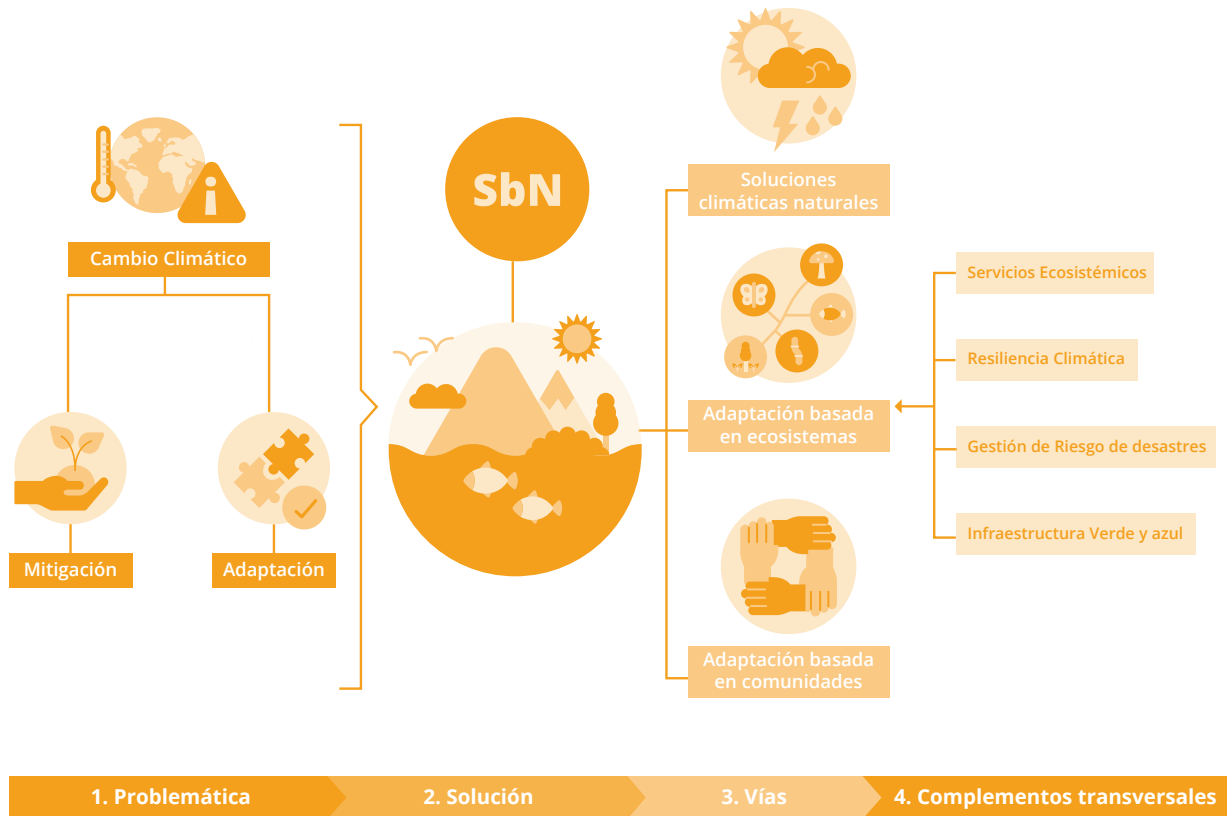 Cambio Climático
Mitigación
Adaptación
SbN
Soluciones
climáticas naturales
Adaptación basada
en ecosistemas
Adaptación basada
en comunidades
Servicios Ecosistémicos
Resiliencia Climática
Gestión de Riesgo de desastres
Infraestructura Verde y azul
1. Problemática
2. Solución
3. Vías
4. Complementos transversales